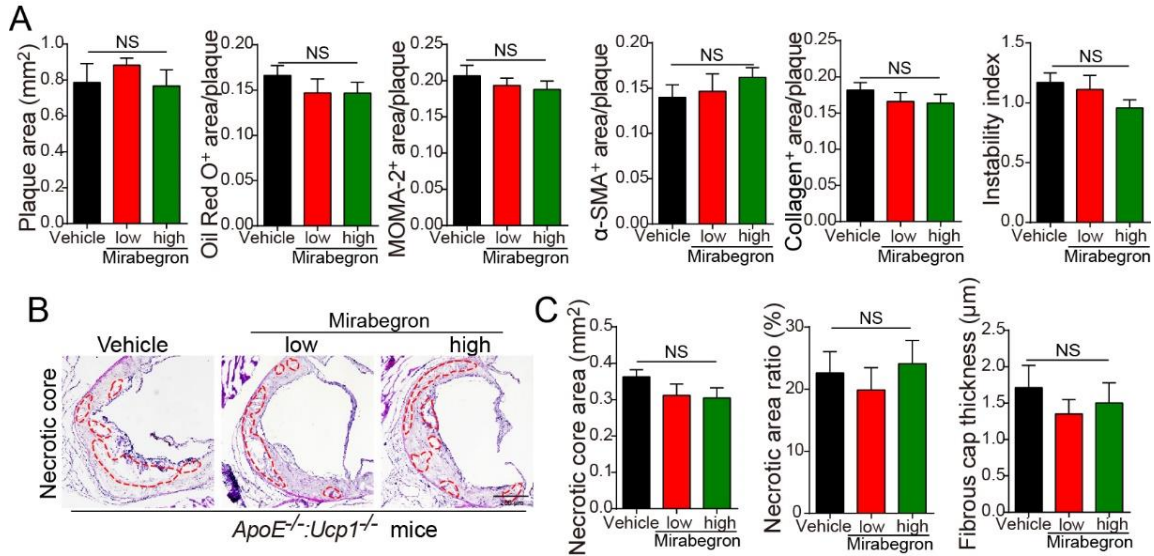 A
Plaque area (mm²)
1.0
0.8
0.6
0.4
0.2
0.0
NS
Vehicle low high
Mirabegron
Oil Red O⁺ area/plaque
0.20
0.15
0.10
0.05
0.00
NS
Vehicle low high
Mirabegron
MOMA-2⁺ area/plaque
0.25
0.20
0.15
0.10
0.05
0.00
NS
Vehicle low high
Mirabegron
α-SMA⁺ area/plaque
0.20
0.15
0.10
0.05
0.00
NS
Vehicle low high
Mirabegron
Collagen⁺ area/plaque
0.25
0.20
0.15
0.10
0.05
0.00
NS
Vehicle low high
Mirabegron
Instability index
1.5
1.0
0.5
0.0
NS
Vehicle low high
Mirabegron
B
Mirabegron
Vehicle low high
Necrotic core
ApoE⁻/⁻:Ucp1⁻/⁻ mice
C
Necrotic core area (mm²)
0.5
0.4
0.3
0.2
0.1
0.0
NS
Vehicle low high
Mirabegron
Necrotic area ratio (%)
30
20
10
0
NS
Vehicle low high
Mirabegron
Fibrous cap thickness (μm)
2.5
2.0
1.5
1.0
0.5
0.0
NS
Vehicle low high
Mirabegron